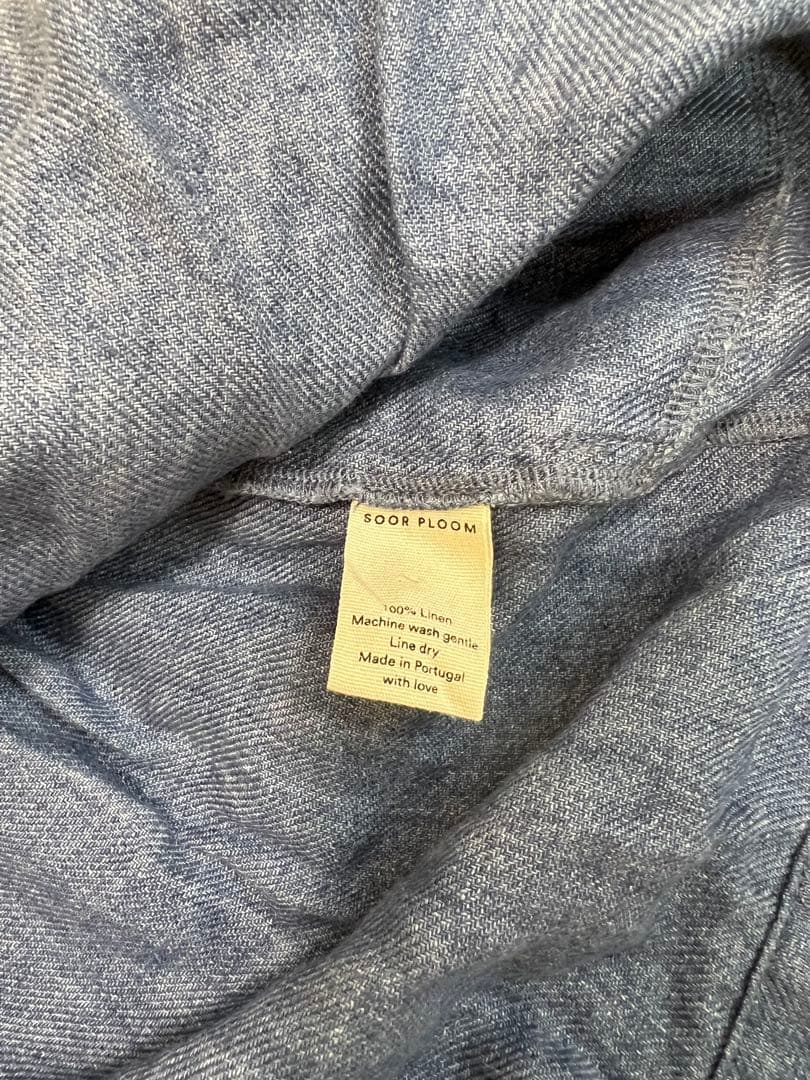 SOOR PLOOM
100% Linen
Machine wash gentle
Line dry
Made in Portugal
with love